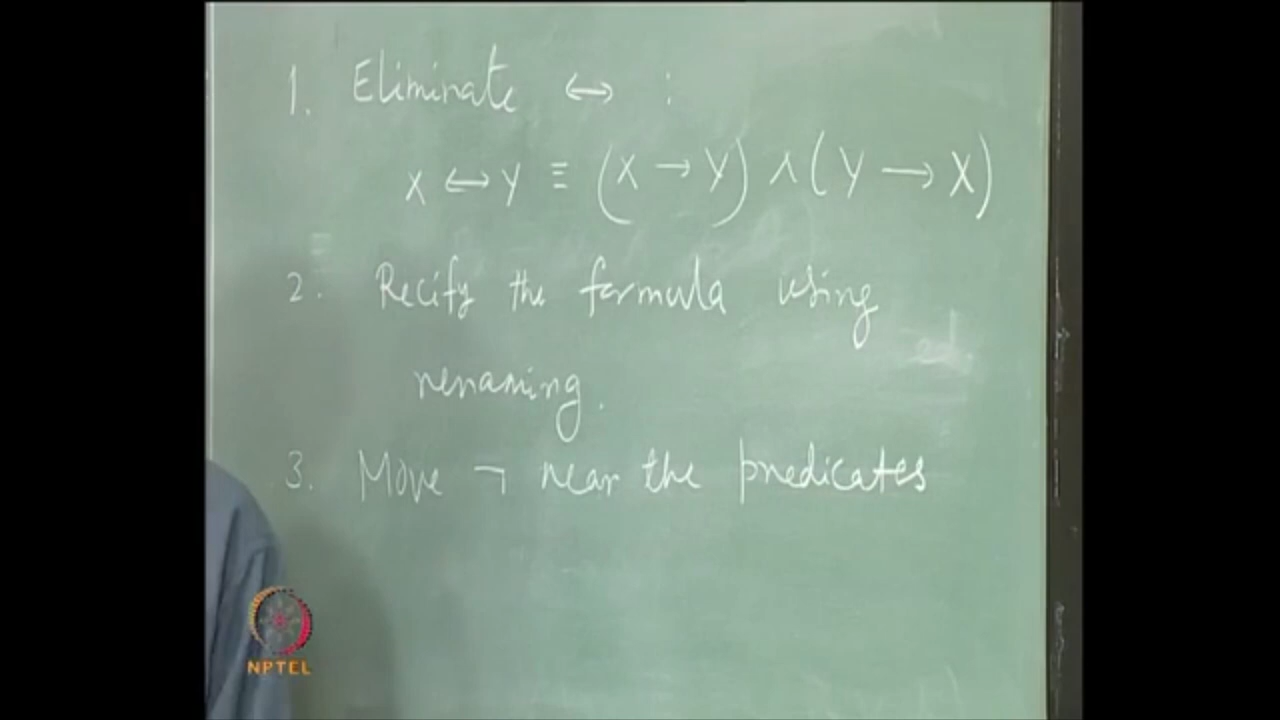 1. Eliminate ↔ :
X ↔ Y ≡ (X → Y) ∧ (Y → X)
2. Recify the formula using
renaming.
3. Move ¬ near the predicates
NPTEL